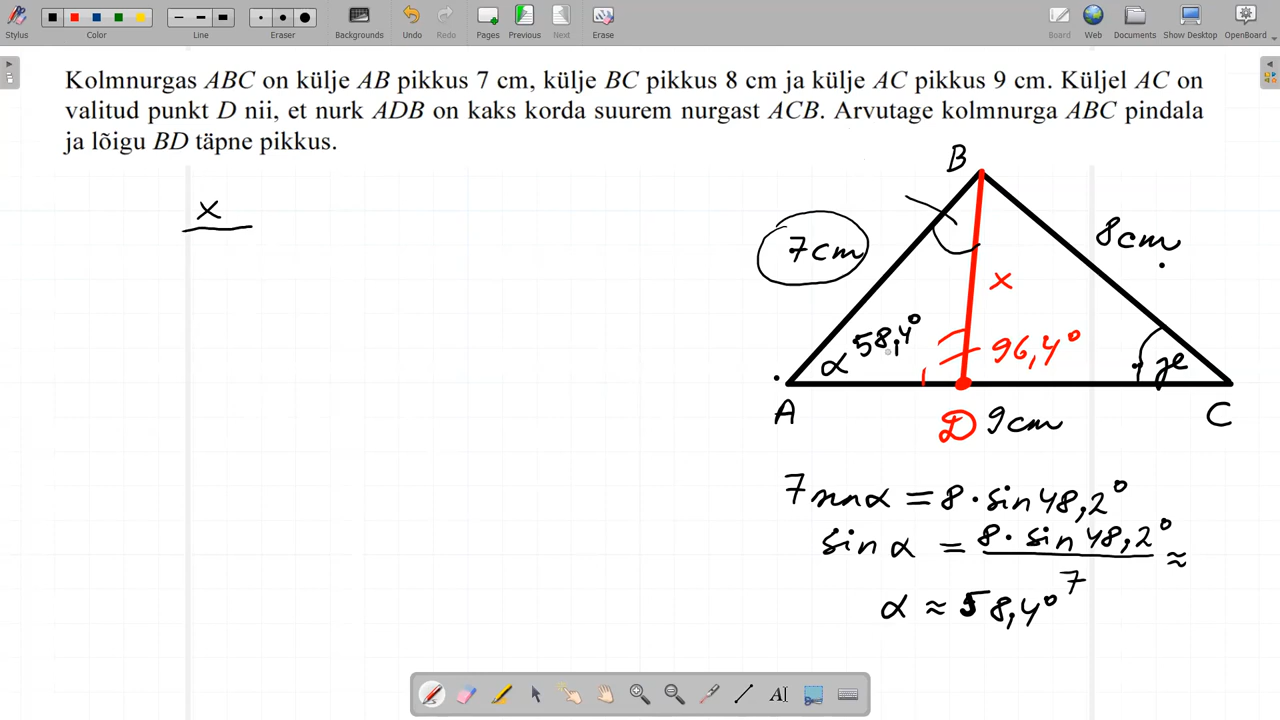 Stylus
Color
Line
Eraser
Backgrounds
Undo
Redo
Pages
Previous
Next
Erase
Board
Web
Documents
Show Desktop
OpenBoard
Kolmnurgas ABC on külje AB pikkus 7 cm, külje BC pikkus 8 cm ja külje AC pikkus 9 cm. Küljel AC on
valitud punkt D nii, et nurk ADB on kaks korda suurem nurgast ACB. Arvutage kolmnurga ABC pindala
ja lõigu BD täpne pikkus.
x
B
7cm
8cm
x
α 58,4°
96,4°
A
D
9cm
C
7 sin α = 8 · sin 48,2°
sin α = 8 · sin 48,2° / 7 ≈
α ≈ 58,4°
AI